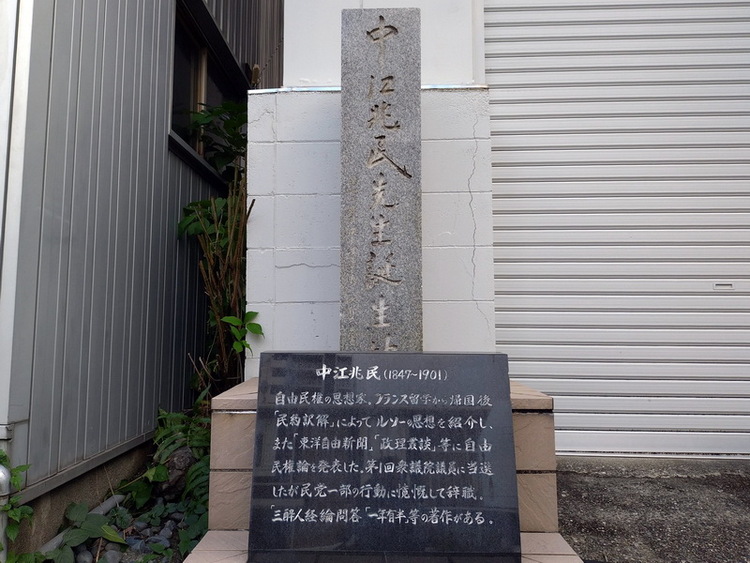 中江兆民先生誕生地
中江兆民(1847~1901)
自由民権の思想家。フランス留学から帰国後
「民約訳解」によってルソーの思想を紹介し、
また「東洋自由新聞」、「政理叢談」等に自由
民権論を発表した。第1回衆議院議員に当選
したが民党一部の行動に憤慨して辞職。
「三酔人経論問答」「一年有半」等の著作がある。